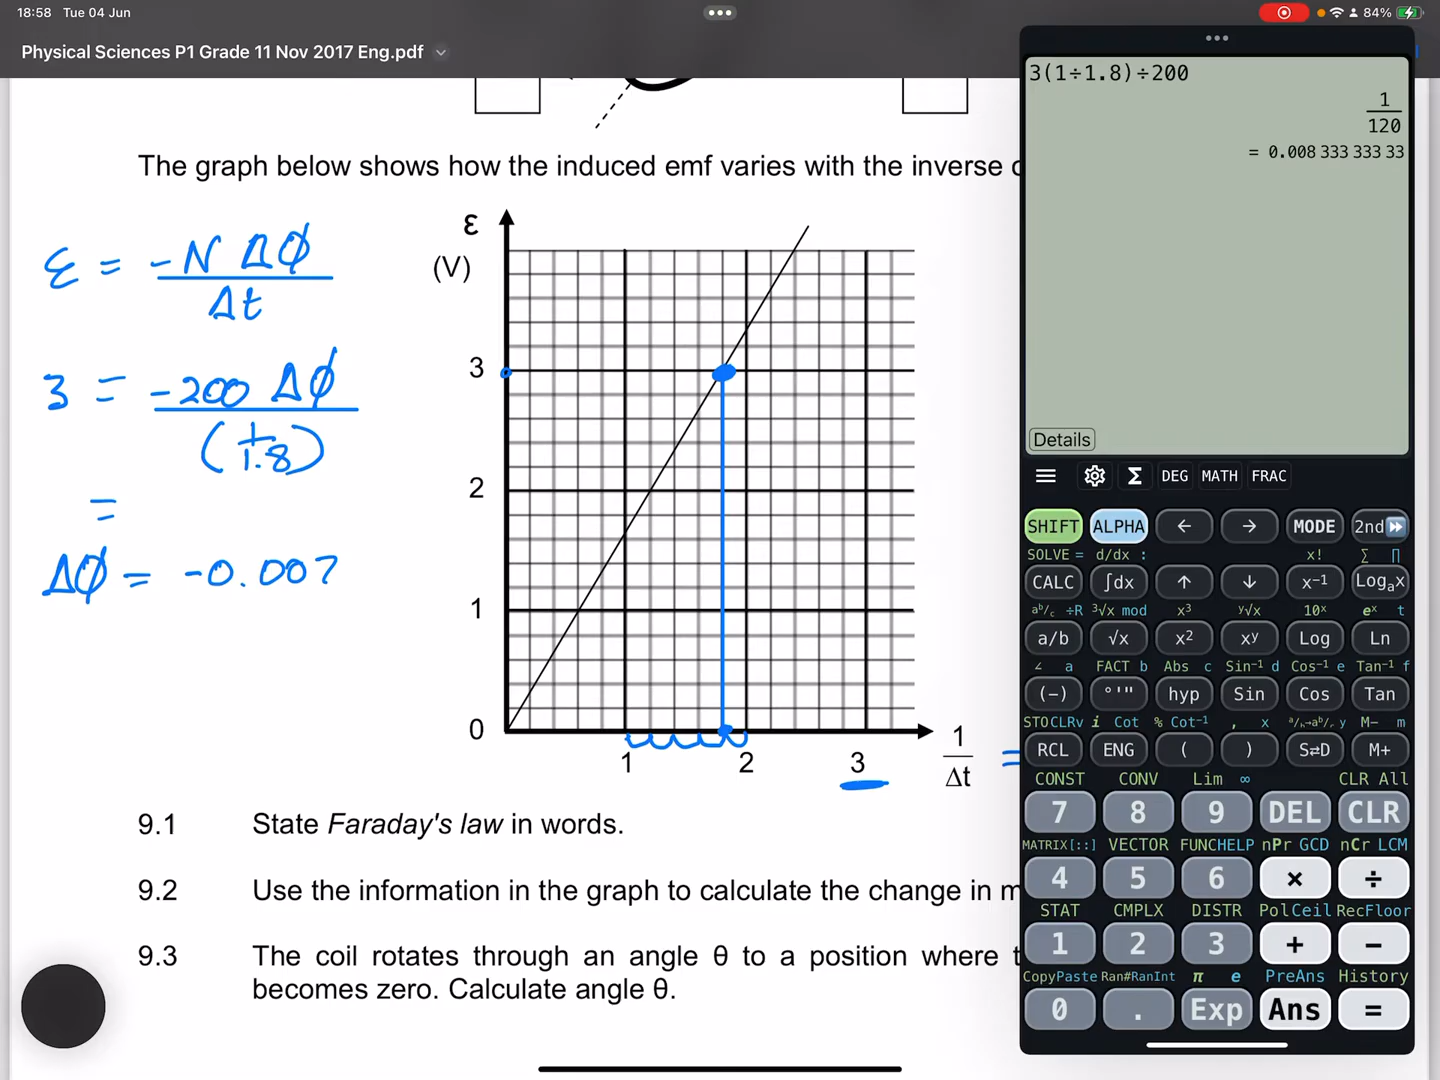 18:58 Tue 04 Jun
84%
Physical Sciences P1 Grade 11 Nov 2017 Eng.pdf
The graph below shows how the induced emf varies with the inverse o
ε
(V)
3
2
1
0
1 2 3
1
Δt
ε = -N Δϕ
Δt
3 = -200 Δϕ
(1
1.8)
=
Δϕ = -0.007
=
9.1 State Faraday's law in words.
9.2 Use the information in the graph to calculate the change in m
9.3 The coil rotates through an angle θ to a position where t
becomes zero. Calculate angle θ.
3(1÷1.8)÷200
1
120
= 0.008 333 333 33
Details
DEG MATH FRAC
SHIFT ALPHA ← → MODE 2nd
SOLVE = d/dx : x! ∑ ∏
CALC ∫dx ↑ ↓ x⁻¹ Logₐx
aᵇ/c ÷R ³√x mod x³ ʸ√x 10ˣ eˣ t
a/b √x x² xʸ Log Ln
∠ a FACT b Abs c Sin⁻¹ d Cos⁻¹ e Tan⁻¹ f
(−) °'" hyp Sin Cos Tan
STO CLRv i Cot % Cot⁻¹ , x ᵃ/ᵦ→aᵇ/c y M− m
RCL ENG ( ) S⇄D M+
CONST CONV Lim ∞ CLR All
7 8 9 DEL CLR
MATRIX[::] VECTOR FUNC HELP nPr GCD nCr LCM
4 5 6 × ÷
STAT CMPLX DISTR Pol Ceil Rec Floor
1 2 3 + −
Copy Paste Ran# RanInt π e PreAns History
0 . Exp Ans =